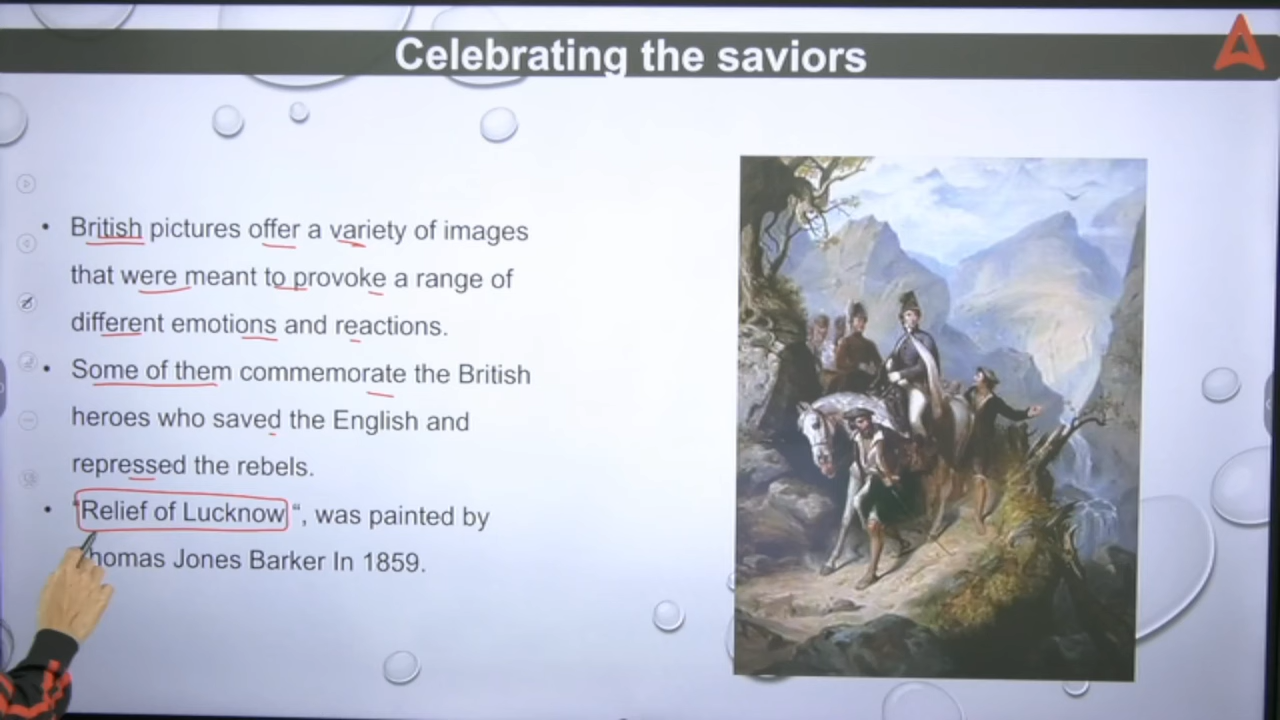 Celebrating the saviors
• British pictures offer a variety of images
that were meant to provoke a range of
different emotions and reactions.
• Some of them commemorate the British
heroes who saved the English and
repressed the rebels.
• "Relief of Lucknow “, was painted by
homas Jones Barker In 1859.